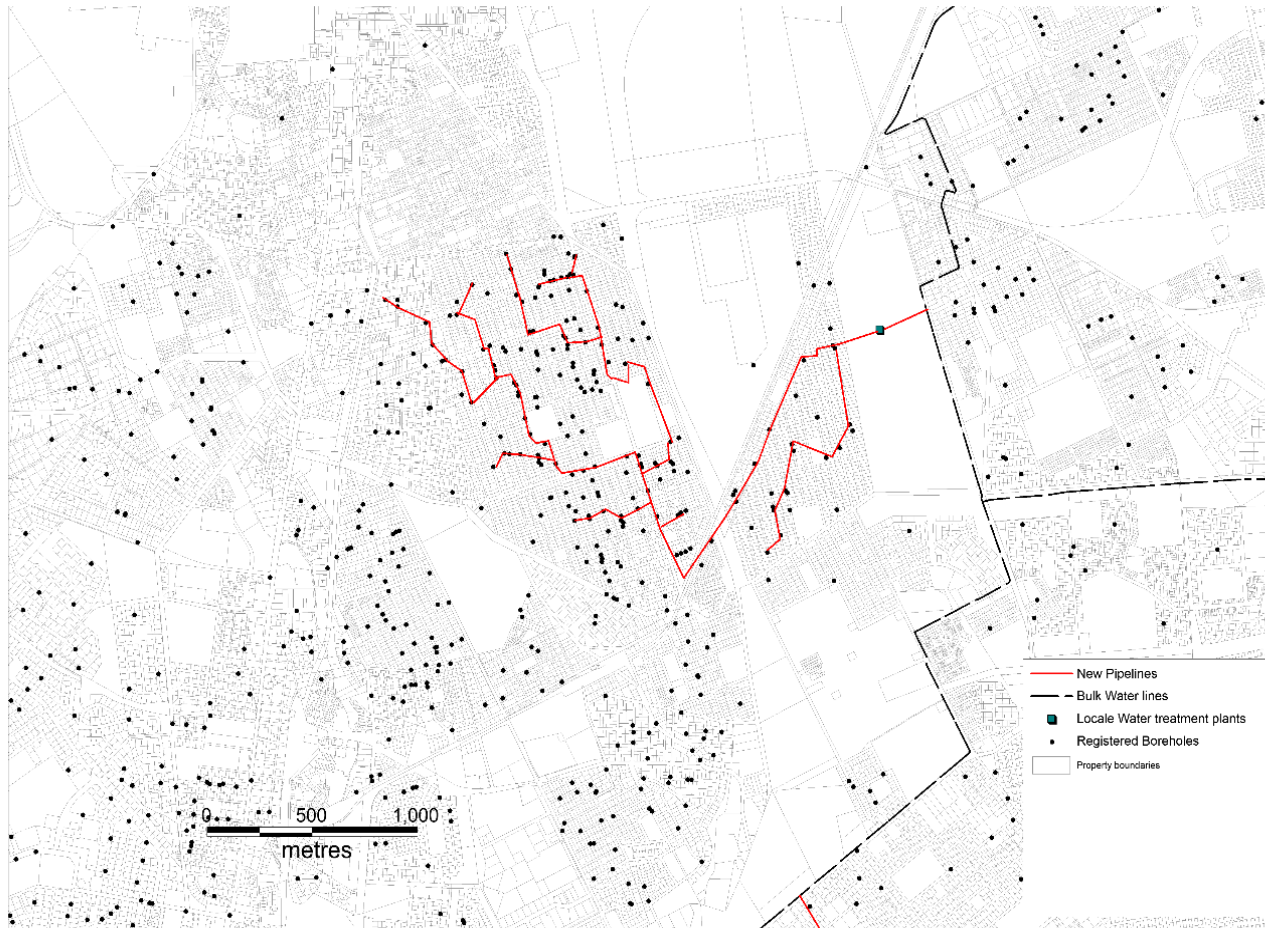 New Pipelines
Bulk Water lines
Locale Water treatment plants
Registered Boreholes
Property boundaries
0 500 1,000
metres